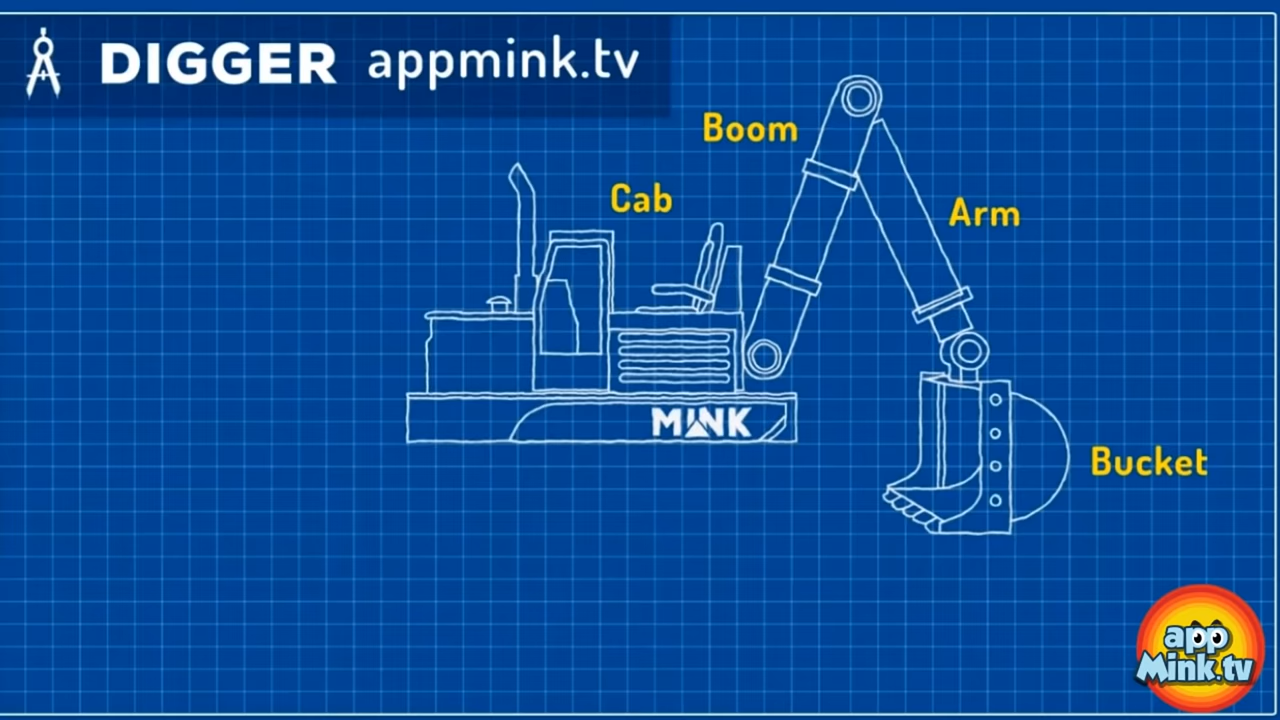 DIGGER appmink.tv
Boom
Cab
Arm
MINK
Bucket
app
Mink.tv